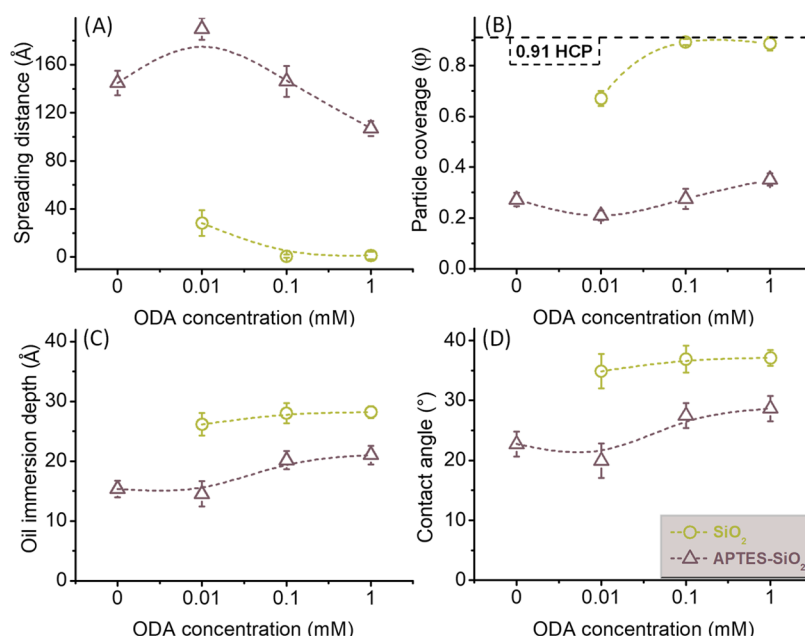 (A)
Spreading distance (Å)
160
120
80
40
0
0 0.01 0.1 1
ODA concentration (mM)
(B)
0.91 HCP
Particle coverage (φ)
0.8
0.6
0.4
0.2
0.0
0 0.01 0.1 1
ODA concentration (mM)
(C)
Oil immersion depth (Å)
40
30
20
10
0
0 0.01 0.1 1
ODA concentration (mM)
(D)
Contact angle (°)
40
30
20
10
0
0 0.01 0.1 1
ODA concentration (mM)
SiO₂
APTES-SiO₂